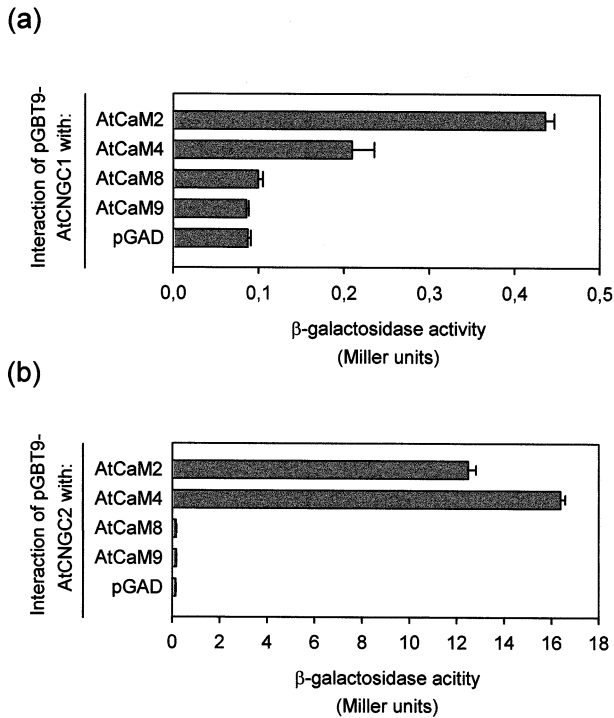 (a)
Interaction of pGBT9-
AtCNGC1 with:
AtCaM2
AtCaM4
AtCaM8
AtCaM9
pGAD
0,0 0,1 0,2 0,3 0,4 0,5
β-galactosidase activity
(Miller units)
(b)
Interaction of pGBT9-
AtCNGC2 with:
AtCaM2
AtCaM4
AtCaM8
AtCaM9
pGAD
0 2 4 6 8 10 12 14 16 18
β-galactosidase acitity
(Miller units)